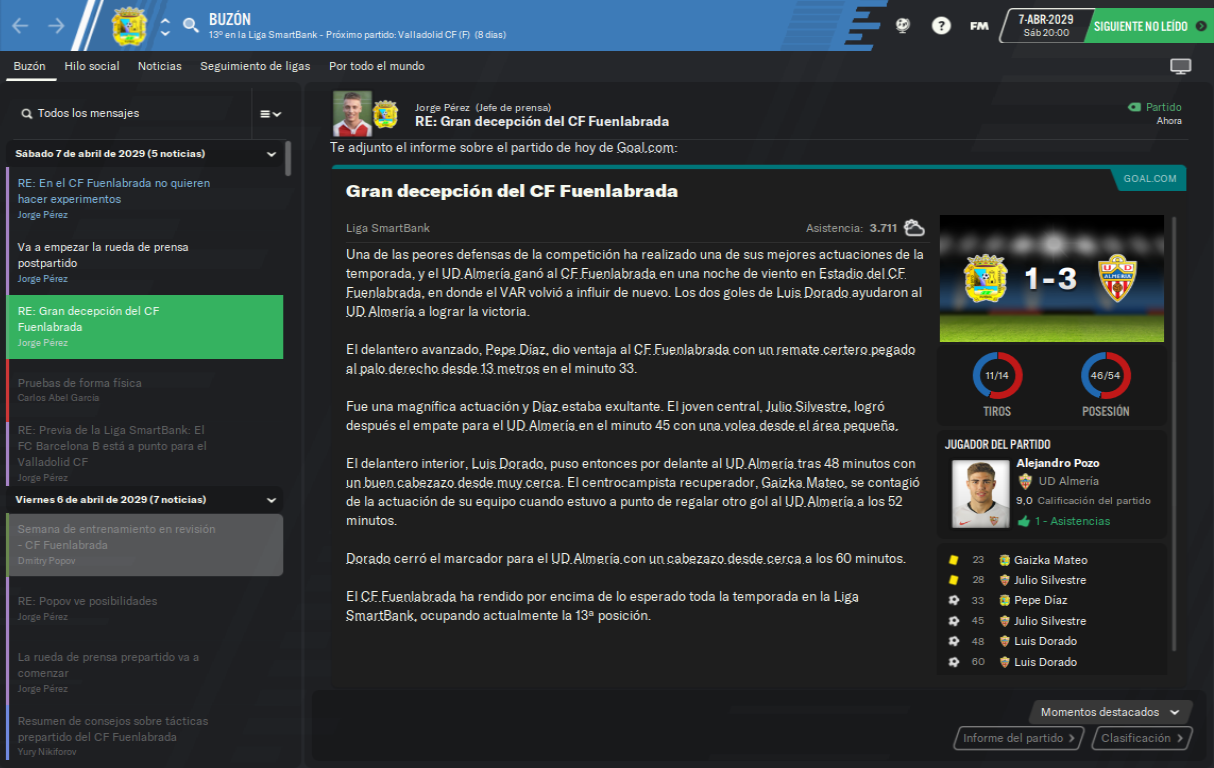 BUZÓN
13º en la Liga SmartBank - Próximo partido: Valladolid CF (F) (8 días)
?
FM
7-ABR-2029
Sáb 20:00
SIGUIENTE NO LEÍDO
Buzón
Hilo social
Noticias
Seguimiento de ligas
Por todo el mundo
Todos los mensajes
Sábado 7 de abril de 2029 (5 noticias)
RE: En el CF Fuenlabrada no quieren
hacer experimentos
Jorge Pérez
Va a empezar la rueda de prensa
postpartido
Jorge Pérez
RE: Gran decepción del CF
Fuenlabrada
Jorge Pérez
Pruebas de forma física
Carlos Abel García
RE: Previa de la Liga SmartBank: El
FC Barcelona B está a punto para el
Valladolid CF
Jorge Pérez
Viernes 6 de abril de 2029 (7 noticias)
Semana de entrenamiento en revisión
- CF Fuenlabrada
Dmitry Popov
RE: Popov ve posibilidades
Jorge Pérez
La rueda de prensa prepartido va a
comenzar
Jorge Pérez
Resumen de consejos sobre tácticas
prepartido del CF Fuenlabrada
Yury Nikiforov
Jorge Pérez (Jefe de prensa)
RE: Gran decepción del CF Fuenlabrada
Partido
Ahora
Te adjunto el informe sobre el partido de hoy de Goal.com:
GOAL.COM
Gran decepción del CF Fuenlabrada
Liga SmartBank
Asistencia: 3.711
Una de las peores defensas de la competición ha realizado una de sus mejores actuaciones de la
temporada, y el UD Almería ganó al CF Fuenlabrada en una noche de viento en Estadio del CF
Fuenlabrada, en donde el VAR volvió a influir de nuevo. Los dos goles de Luis Dorado ayudaron al
UD Almería a lograr la victoria.
El delantero avanzado, Pepe Díaz, dio ventaja al CF Fuenlabrada con un remate certero pegado
al palo derecho desde 13 metros en el minuto 33.
Fue una magnífica actuación y Díaz estaba exultante. El joven central, Julio Silvestre, logró
después el empate para el UD Almería en el minuto 45 con una volea desde el área pequeña.
El delantero interior, Luis Dorado, puso entonces por delante al UD Almería tras 48 minutos con
un buen cabezazo desde muy cerca. El centrocampista recuperador, Gaizka Mateo, se contagió
de la actuación de su equipo cuando estuvo a punto de regalar otro gol al UD Almería a los 52
minutos.
Dorado cerró el marcador para el UD Almería con un cabezazo desde cerca a los 60 minutos.
El CF Fuenlabrada ha rendido por encima de lo esperado toda la temporada en la Liga
SmartBank, ocupando actualmente la 13ª posición.
1-3
11/14
46/54
TIROS
POSESIÓN
JUGADOR DEL PARTIDO
Alejandro Pozo
UD Almería
9,0 Calificación del partido
1 - Asistencias
23 Gaizka Mateo
28 Julio Silvestre
33 Pepe Díaz
45 Julio Silvestre
48 Luis Dorado
60 Luis Dorado
Momentos destacados
Informe del partido
Clasificación